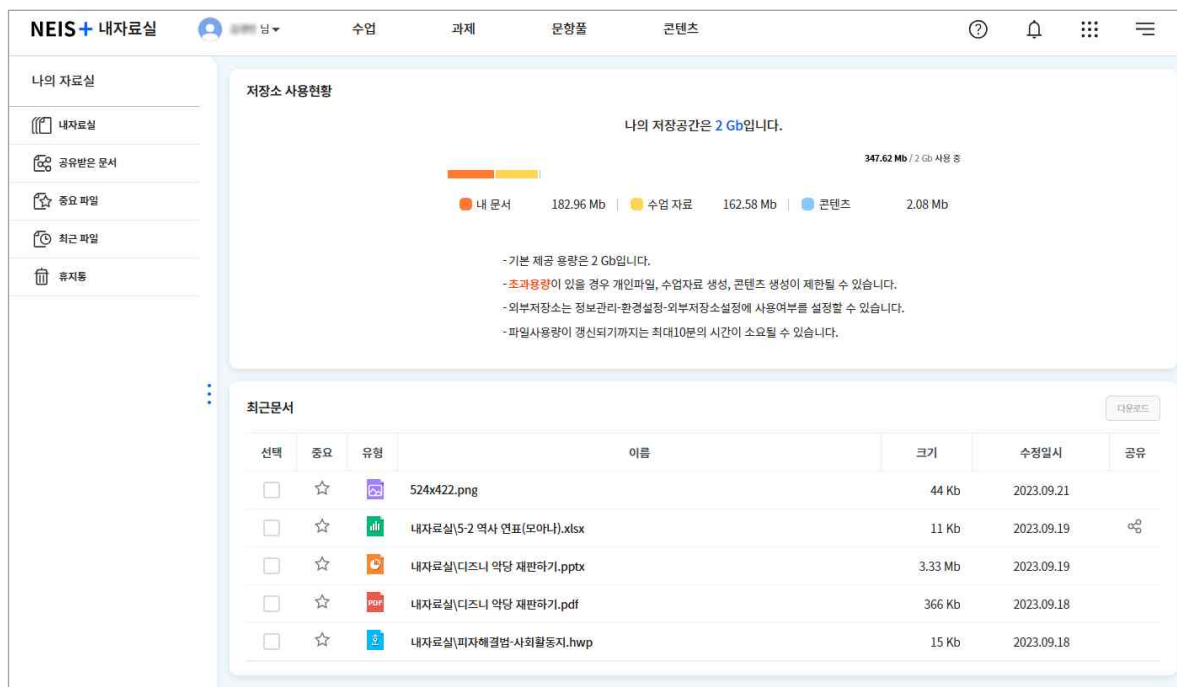 NEIS+ 내자료실 님 수업 과제 문항풀 콘텐츠
나의 자료실
내자료실
공유받은 문서
중요 파일
최근 파일
휴지통
저장소 사용현황
나의 저장공간은 2 Gb입니다.
347.62 Mb / 2 Gb 사용 중
내 문서 182.96 Mb 수업 자료 162.58 Mb 콘텐츠 2.08 Mb
-기본 제공 용량은 2 Gb입니다.
-초과용량이 있을 경우 개인파일, 수업자료 생성, 콘텐츠 생성이 제한될 수 있습니다.
-외부저장소는 정보관리-환경설정-외부저장소설정에 사용여부를 설정할 수 있습니다.
-파일사용량이 갱신되기까지는 최대10분의 시간이 소요될 수 있습니다.
최근문서 다운로드
선택 중요 유형 이름 크기 수정일시 공유
524x422.png 44 Kb 2023.09.21
내자료실\5-2 역사 연표(모아나).xlsx 11 Kb 2023.09.19
내자료실\디즈니 악당 재판하기.pptx 3.33 Mb 2023.09.19
PDF 내자료실\디즈니 악당 재판하기.pdf 366 Kb 2023.09.18
내자료실\피자해결법-사회활동지.hwp 15 Kb 2023.09.18